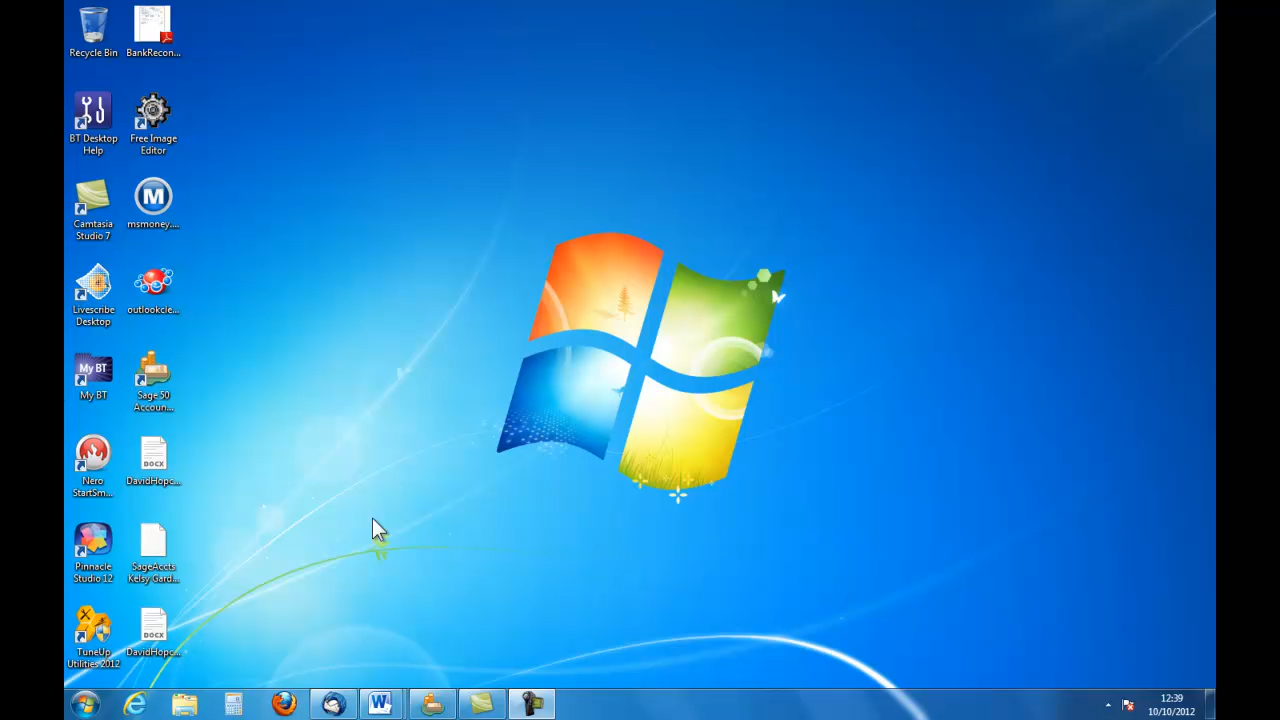 Recycle Bin
BankRecon...
BT Desktop
Help
Free Image
Editor
Camtasia
Studio 7
M
msmoney....
Livescribe
Desktop
outlookcle...
My BT
My BT
Sage 50
Accoun...
Nero
StartSm...
DOCX
DavidHopc...
Pinnacle
Studio 12
SageAccts
Kelsy Gard...
TuneUp
Utilities 2012
DOCX
DavidHopc...
W
12:39
10/10/2012